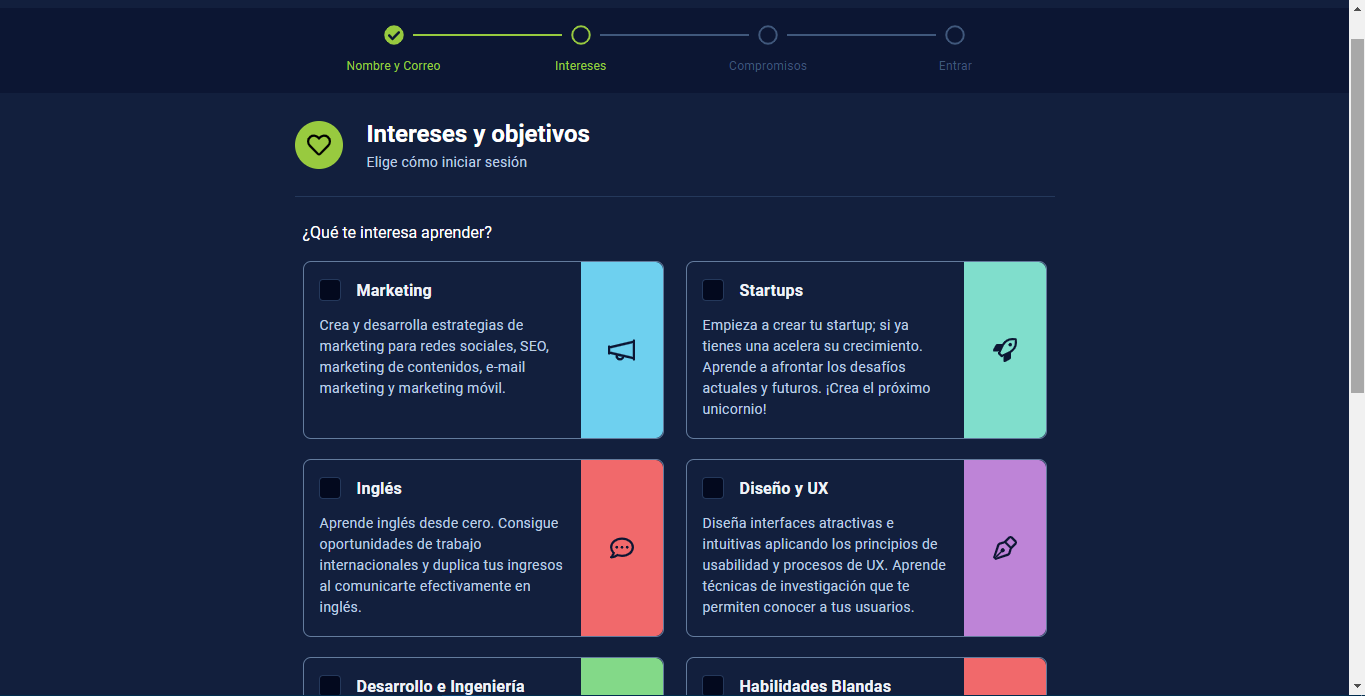 Nombre y Correo
Intereses
Compromisos
Entrar
Intereses y objetivos
Elige cómo iniciar sesión
¿Qué te interesa aprender?
Marketing
Crea y desarrolla estrategias de
marketing para redes sociales, SEO,
marketing de contenidos, e-mail
marketing y marketing móvil.
Startups
Empieza a crear tu startup; si ya
tienes una acelera su crecimiento.
Aprende a afrontar los desafíos
actuales y futuros. ¡Crea el próximo
unicornio!
Inglés
Aprende inglés desde cero. Consigue
oportunidades de trabajo
internacionales y duplica tus ingresos
al comunicarte efectivamente en
inglés.
Diseño y UX
Diseña interfaces atractivas e
intuitivas aplicando los principios de
usabilidad y procesos de UX. Aprende
técnicas de investigación que te
permiten conocer a tus usuarios.
Desarrollo e Ingeniería
Habilidades Blandas